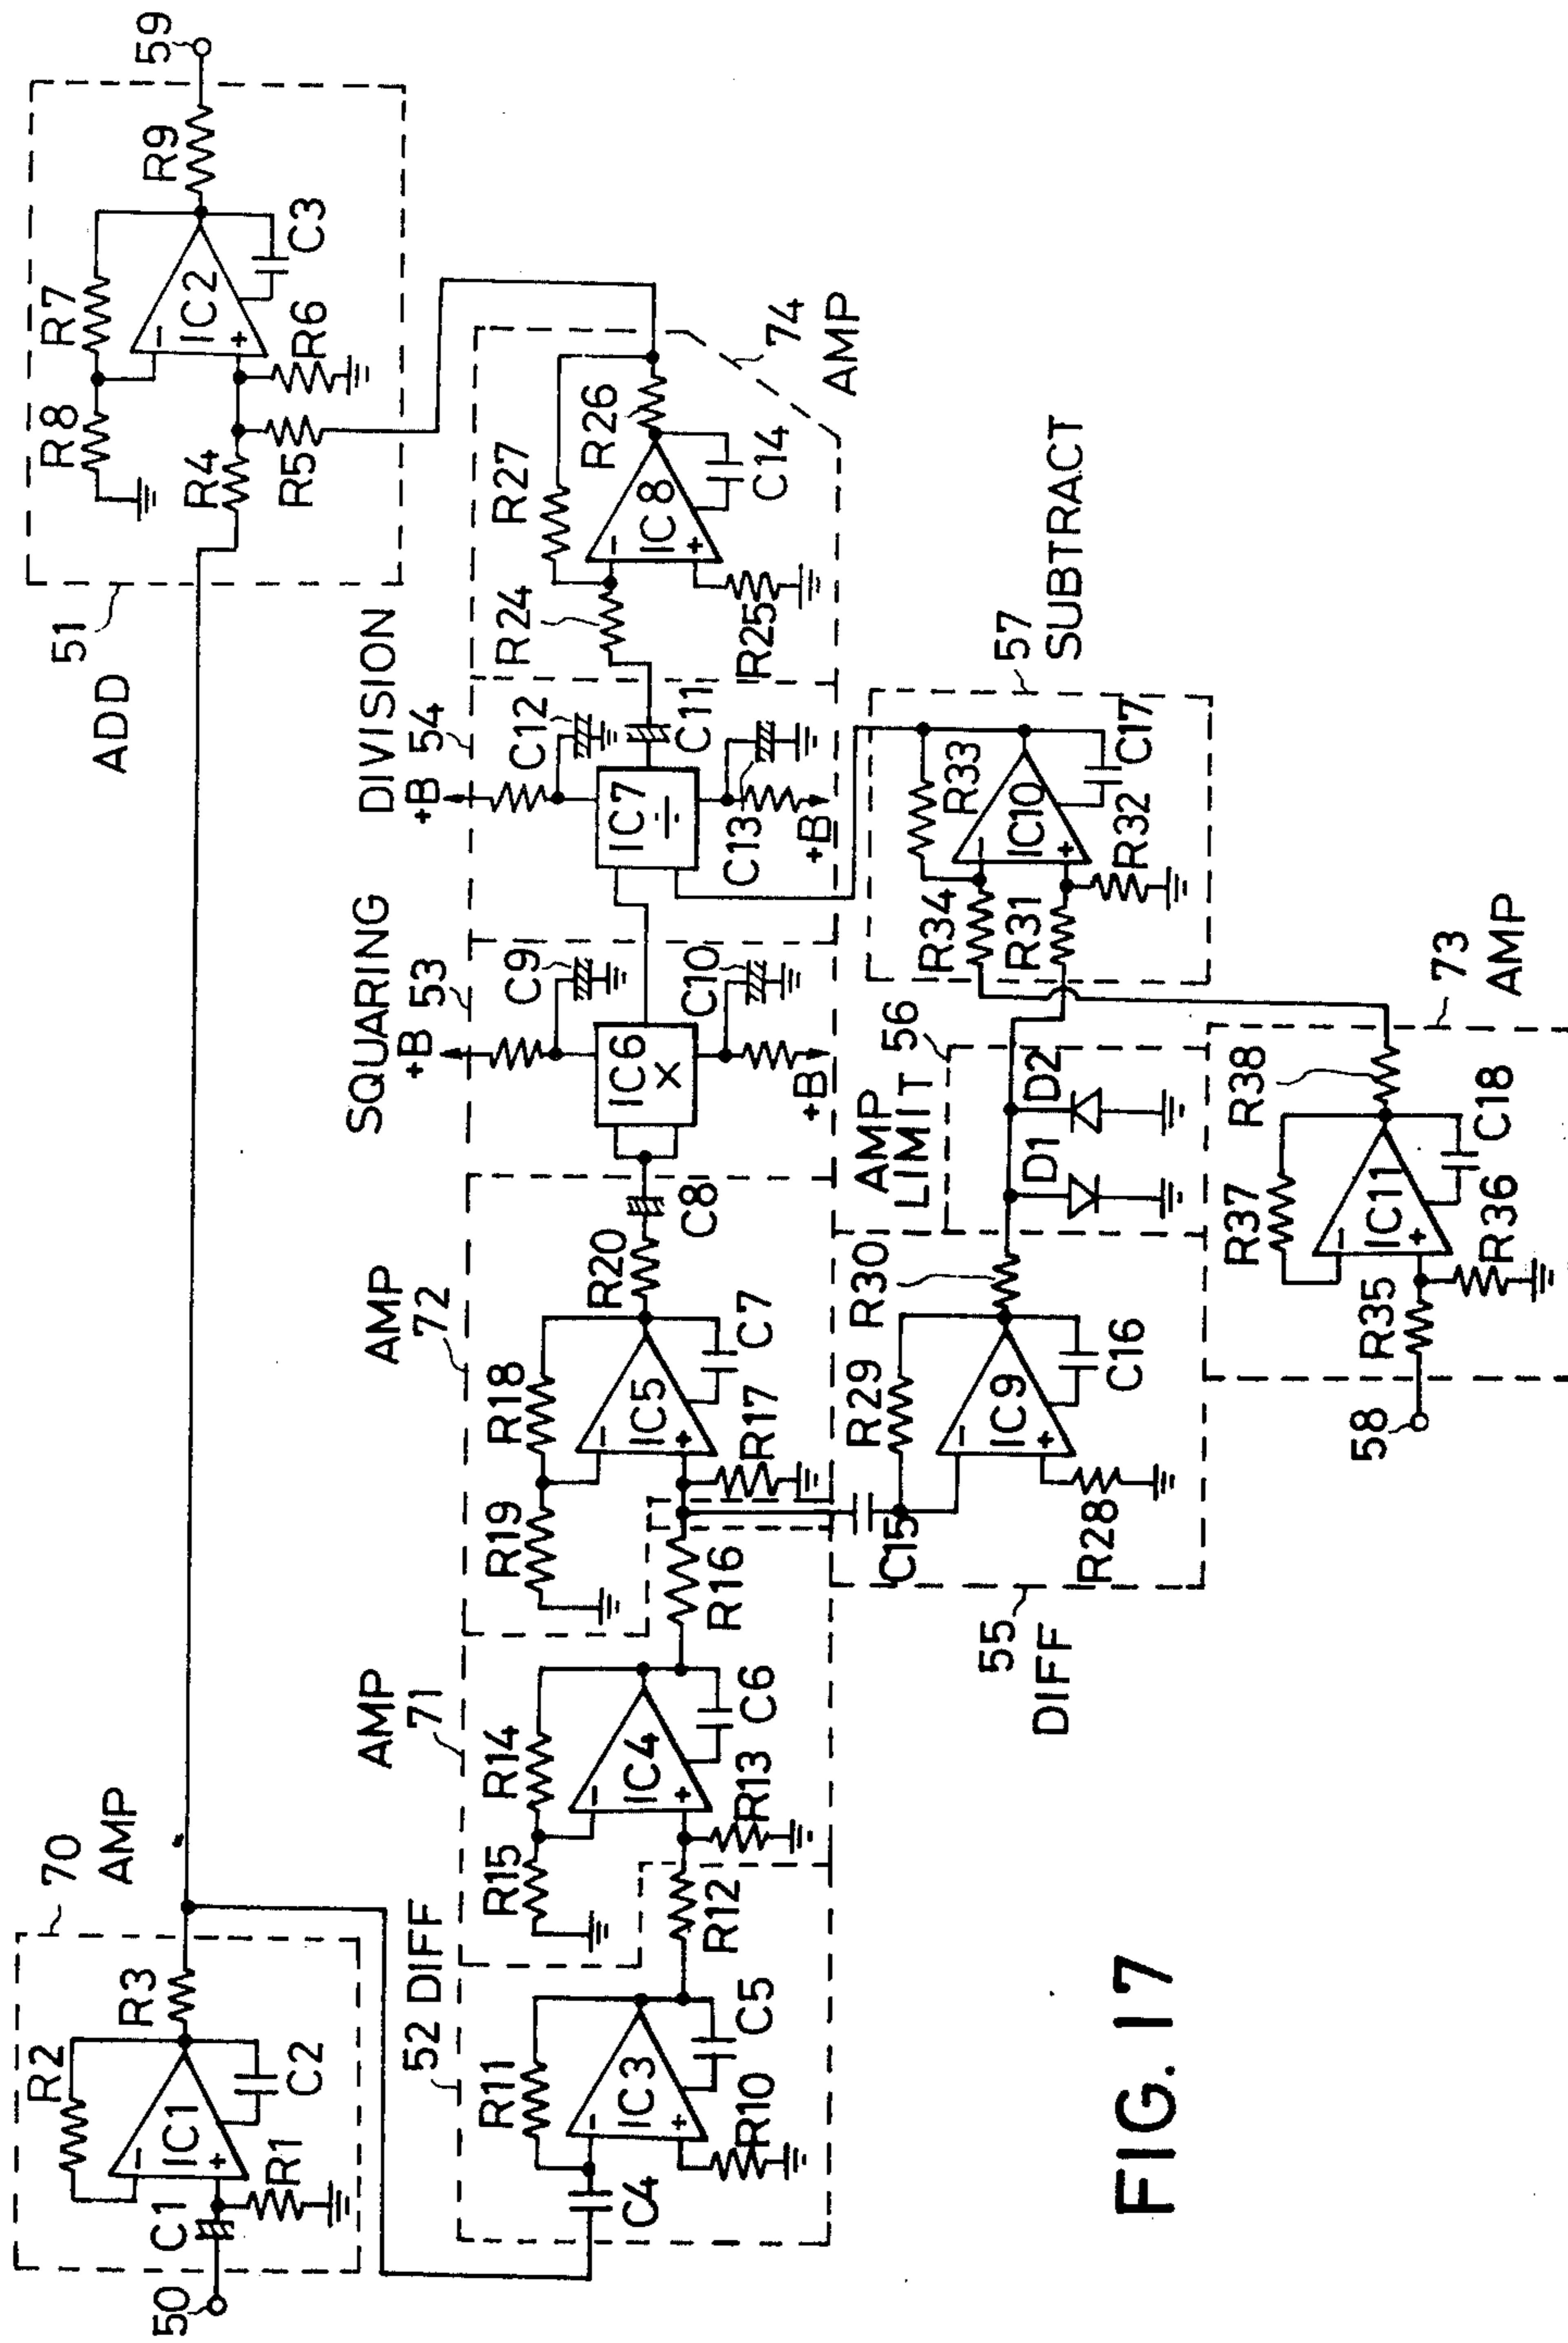 70
AMP
R2
R3
IC1
−
+
C1
R1
C2
50
51
ADD
R8
R7
−
IC2
+
R4
R5
R6
C3
R9
59
52 DIFF
R11
−
IC3
+
C4
R10
C5
R12
AMP
71
R15
R14
−
IC4
+
R13
C6
R16
AMP
72
R19
R18
−
IC5
+
R17
C7
R20
C8
SQUARING
53
+B
C9
IC6
X
C10
+B
DIVISION
54
+B
C12
IC7
÷
C11
C13
+B
R24
R27
−
IC8
+
R25
R26
C14
74
AMP
55
DIFF
C15
R29
−
IC9
+
R28
C16
R30
AMP
LIMIT
56
D1
D2
57
SUBTRACT
R34
R33
−
IC10
+
R31
R32
C17
58
R35
R37
−
IC11
+
R36
C18
R38
73
AMP
FIG. 17